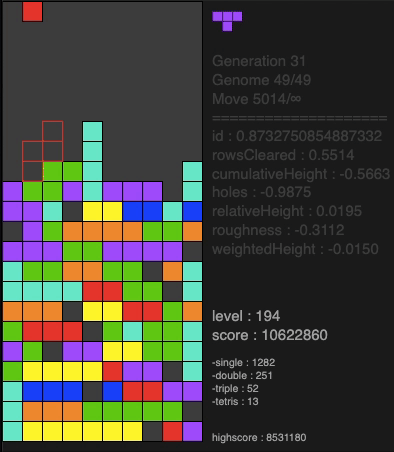 Generation 31
Genome 49/49
Move 5014/∞
====================
id : 0.8732750854887332
rowsCleared : 0.5514
cumulativeHeight : -0.5663
holes : -0.9875
relativeHeight : 0.0195
roughness : -0.3112
weightedHeight : -0.0150
level : 194
score : 10622860
-single : 1282
-double : 251
-triple : 52
-tetris : 13
highscore : 8531180